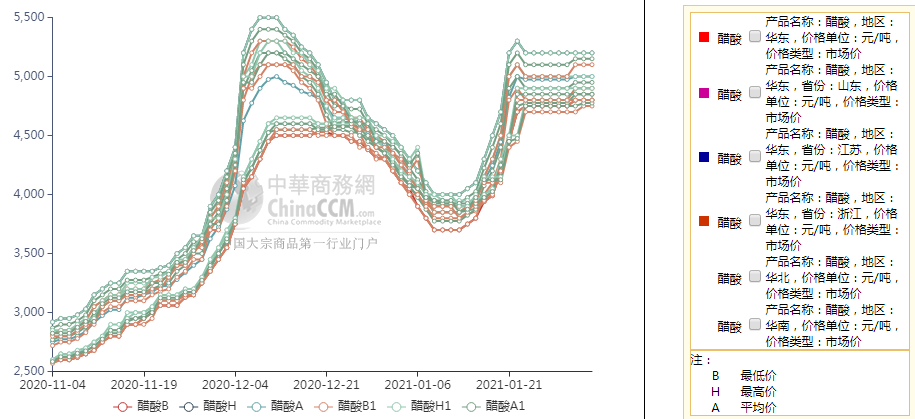 5,500
5,000
4,500
4,000
3,500
3,000
2,500
2020-11-04
2020-11-19
2020-12-04
2020-12-21
2021-01-06
2021-01-21
中華商務網
ChinaCCM.com
China Commodity Marketplace
国大宗商品第一行业门户
醋酸B
醋酸H
醋酸A
醋酸B1
醋酸H1
醋酸A1
醋酸
产品名称：醋酸，地区：
华东，价格单位：元/吨，
价格类型：市场价
醋酸
产品名称：醋酸，地区：
华东，省份：山东，价格
单位：元/吨，价格类型：
市场价
醋酸
产品名称：醋酸，地区：
华东，省份：江苏，价格
单位：元/吨，价格类型：
市场价
醋酸
产品名称：醋酸，地区：
华东，省份：浙江，价格
单位：元/吨，价格类型：
市场价
醋酸
产品名称：醋酸，地区：
华北，价格单位：元/吨，
价格类型：市场价
醋酸
产品名称：醋酸，地区：
华南，价格单位：元/吨，
价格类型：市场价
注：
B 最低价
H 最高价
A 平均价